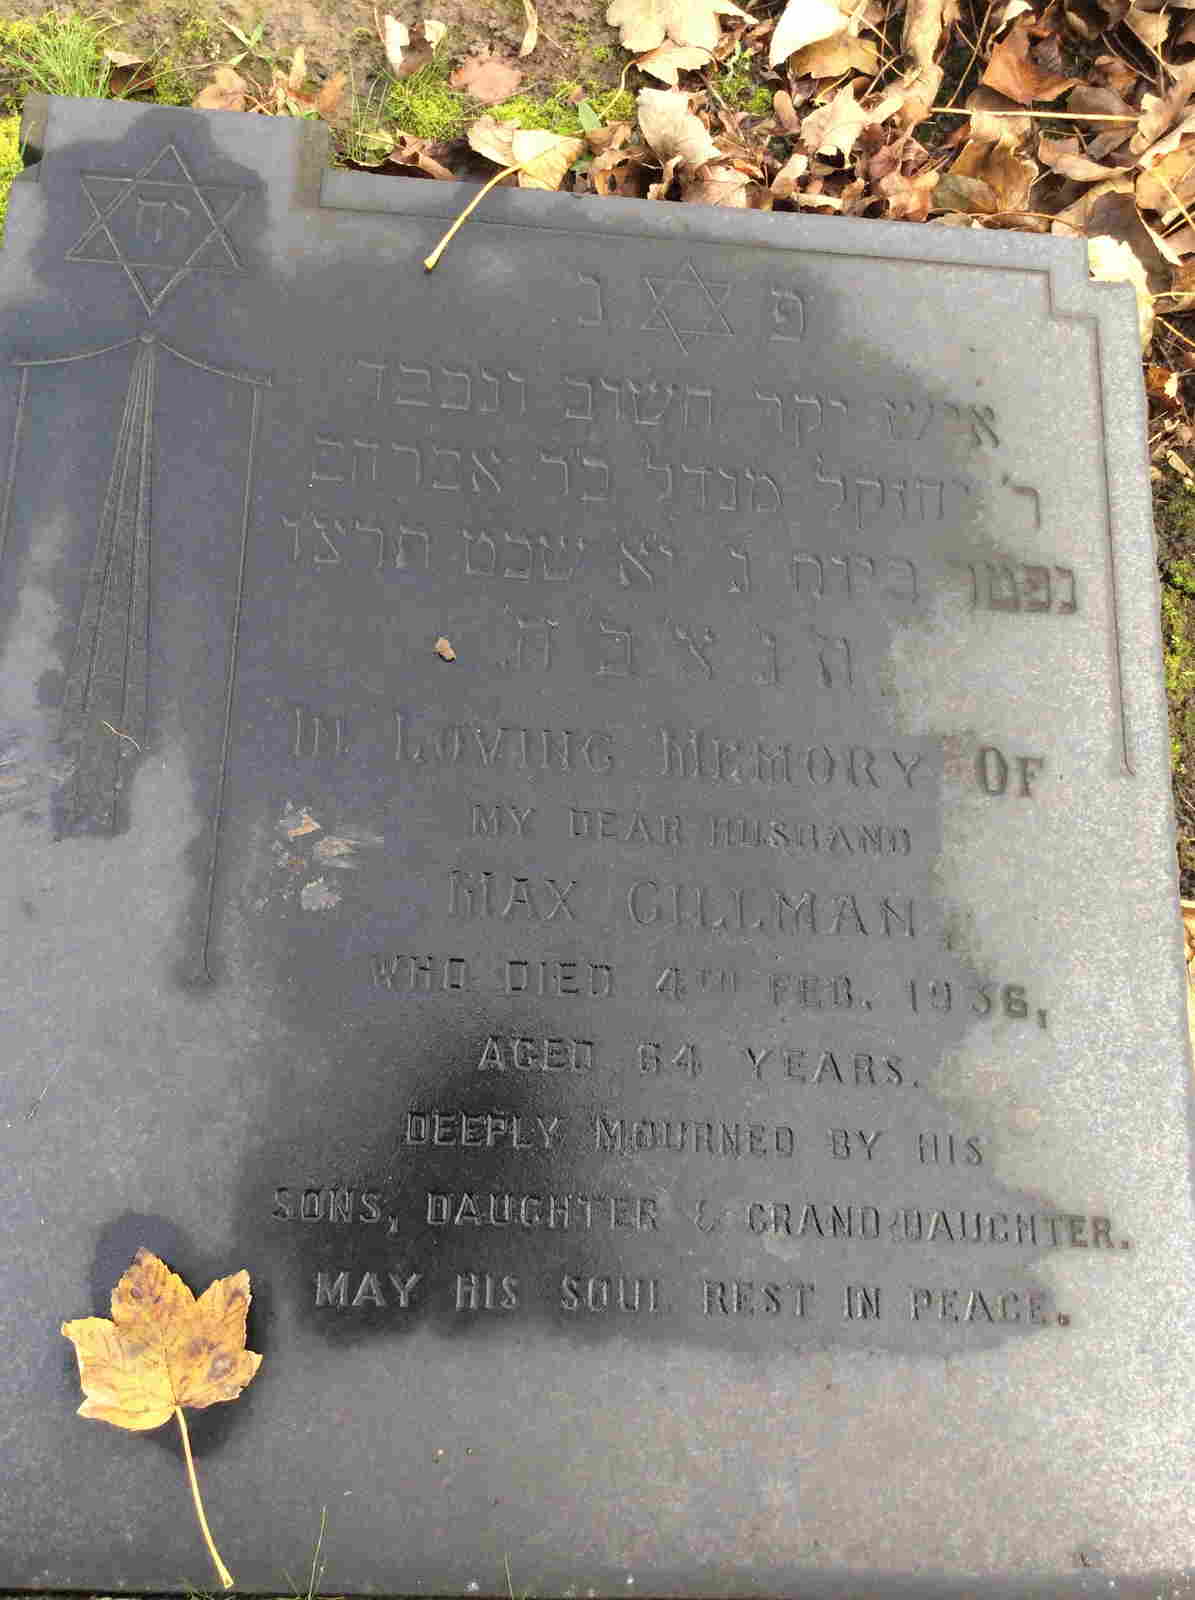 יה
פ נ
איש יקר חשוב ונכבד
ר' יחזקל מנדל ב"ר אברהם
נפטר ביום ג י"א שבט תרצ"ו
ת נ צ ב ה
IN LOVING MEMORY OF
MY DEAR HUSBAND
MAX GILLMAN,
WHO DIED 4TH FEB. 1936,
AGED 64 YEARS.
DEEPLY MOURNED BY HIS
SONS, DAUGHTER & GRAND-DAUGHTER.
MAY HIS SOUL REST IN PEACE.